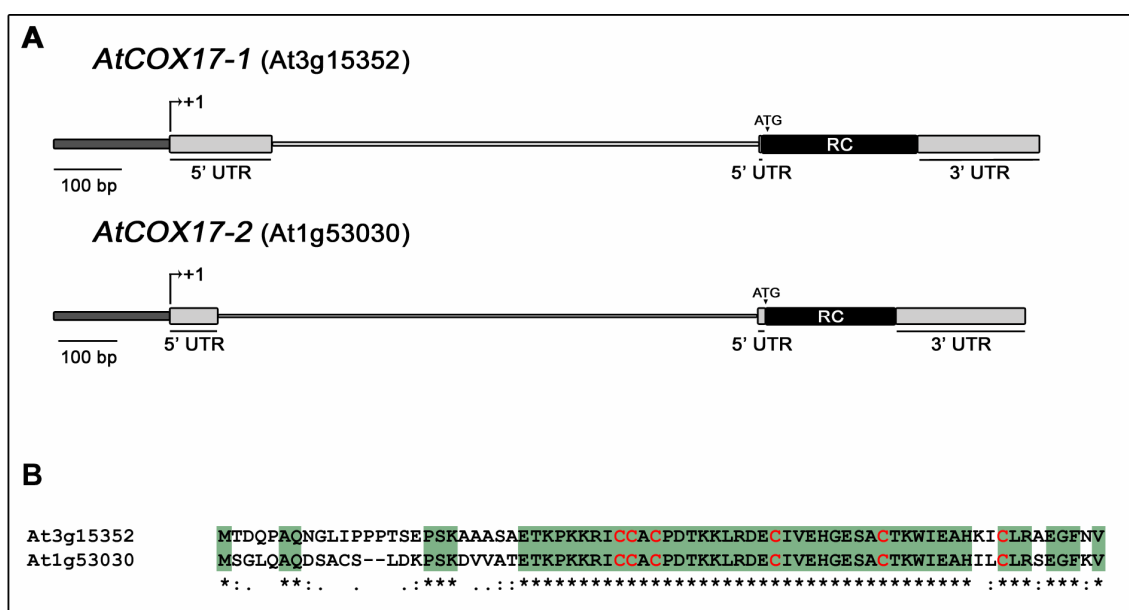 A
AtCOX17-1 (At3g15352)
+1
ATG
RC
5’ UTR
5’ UTR
3’ UTR
100 bp
AtCOX17-2 (At1g53030)
+1
ATG
RC
5’ UTR
5’ UTR
3’ UTR
100 bp
B
At3g15352 MTDQPAQNGLIPPPTSEPSKAAASAETKPKKRICCACPDTKKLRDECIVEHGESACTKWIEAHKICLRAEGFNV
At1g53030 MSGLQAQDSACS--LDKPSKDVVATETKPKKRICCACPDTKKLRDECIVEHGESACTKWIEAHILCLRSEGFKV
*:. **:. . .:*** ..::************************************** :***:***:*